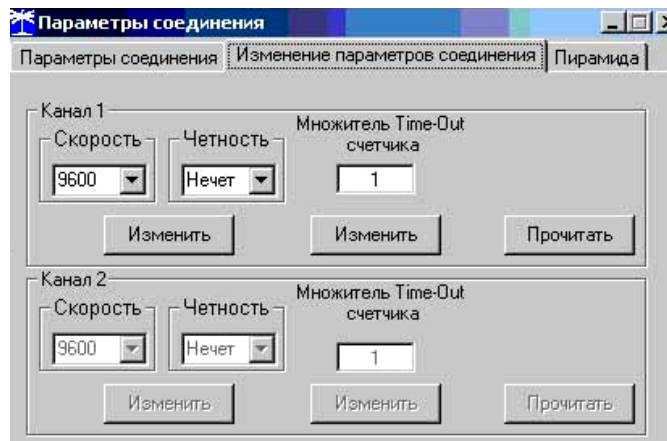 Параметры соединения
Параметры соединения Изменение параметров соединения Пирамида
Канал 1
Скорость Четность Множитель Time-Out
счетчика
9600 Нечет 1
Изменить Изменить Прочитать
Канал 2
Скорость Четность Множитель Time-Out
счетчика
9600 Нечет 1
Изменить Изменить Прочитать